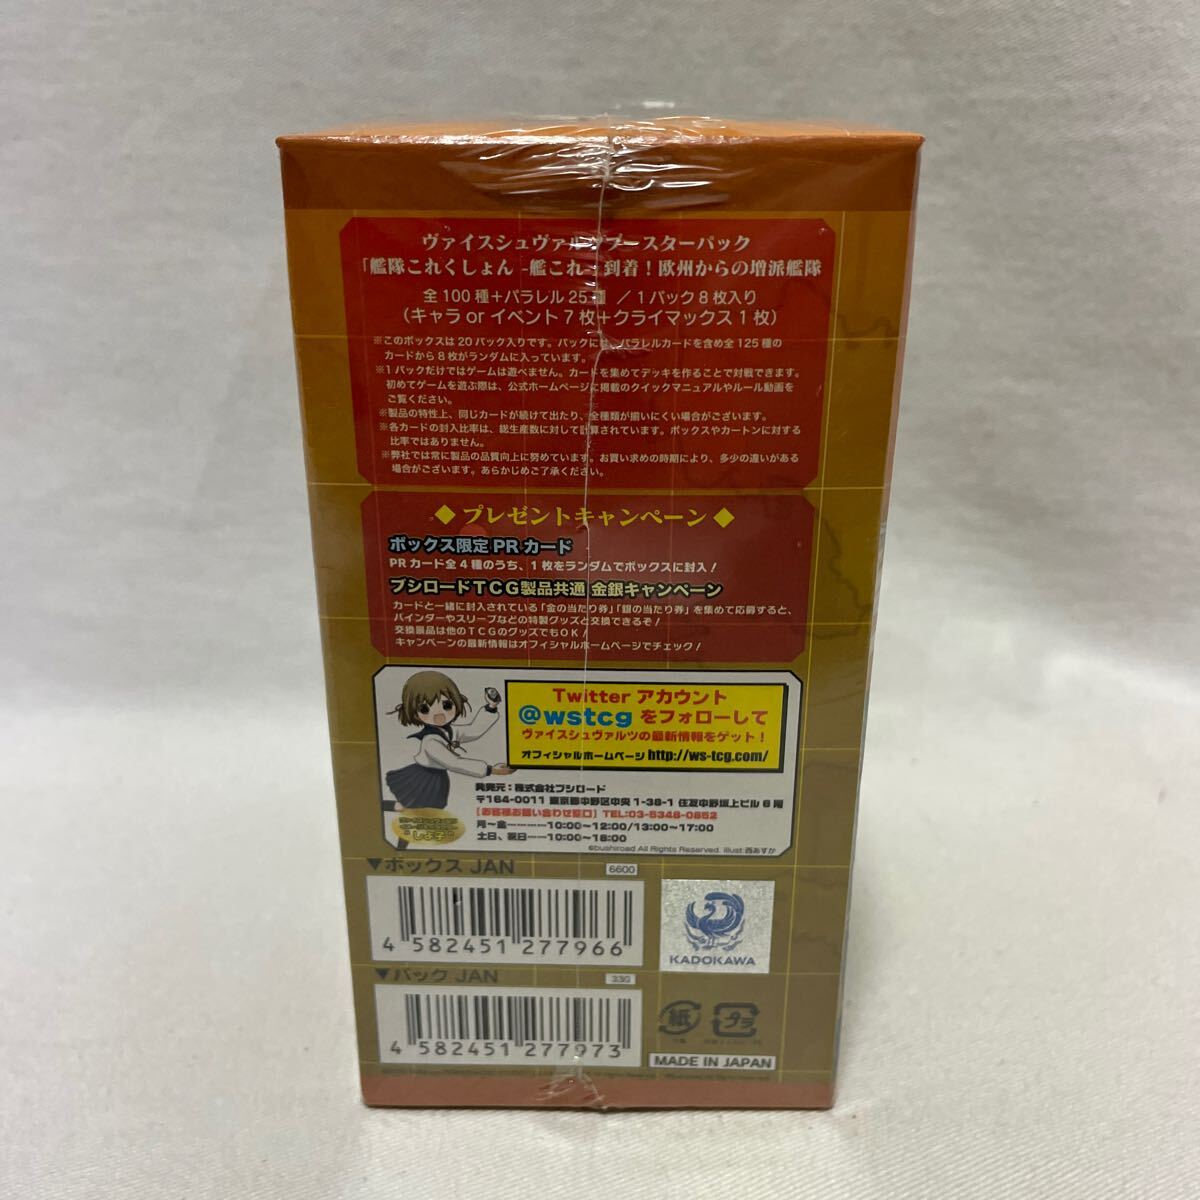 ヴァイスシュヴァルツブースターパック
「艦隊これくしょん -艦これ- 到着！欧州からの増派艦隊
全100種＋パラレル25種 ／1パック8枚入り
（キャラ or イベント7枚＋クライマックス1枚）
※このボックスは20パック入りです。パックには、パラレルカードを含め全125種の
カードから8枚がランダムに入っています。
※1パックだけではゲームは遊べません。カードを集めてデッキを作ることで対戦できます。
初めてゲームを遊ぶ際は、公式ホームページに掲載のクイックマニュアルやルール動画を
ご覧ください。
※製品の特性上、同じカードが続けて出たり、全種類が揃いにくい場合がございます。
※各カードの封入比率は、総生産数に対して計算されています。ボックスやカートンに対する
比率ではありません。
※弊社では常に製品の品質向上に努めています。お買い求めの時期により、多少の違いがある
場合がございます。あらかじめご了承ください。
◆ プレゼントキャンペーン ◆
ボックス限定 PR カード
PRカード全4種のうち、1枚をランダムでボックスに封入！
ブシロードTCG製品共通 金銀キャンペーン
カードと一緒に封入されている「金の当たり券」「銀の当たり券」を集めて応募すると、
バインダーやスリーブなどの特製グッズと交換できるぞ！
交換景品は他のTCGのグッズでもOK！
キャンペーンの最新情報はオフィシャルホームページでチェック！
Twitter アカウント
@wstcg をフォローして
ヴァイスシュヴァルツの最新情報をゲット！
オフィシャルホームページ http://ws-tcg.com/
発売元：株式会社ブシロード
〒164-0011 東京都中野区中央1-38-1 住友中野坂上ビル6階
【お客様お問い合わせ窓口】TEL:03-5348-0852
月～金————10:00～12:00/13:00～17:00
土日、祝日——10:00～18:00
©bushiroad All Rights Reserved. illust:西あすか
▼ボックス JAN
6600
4 582451 277966
KADOKAWA
▼パック JAN
330
4 582451 277973
紙
プラ
MADE IN JAPAN